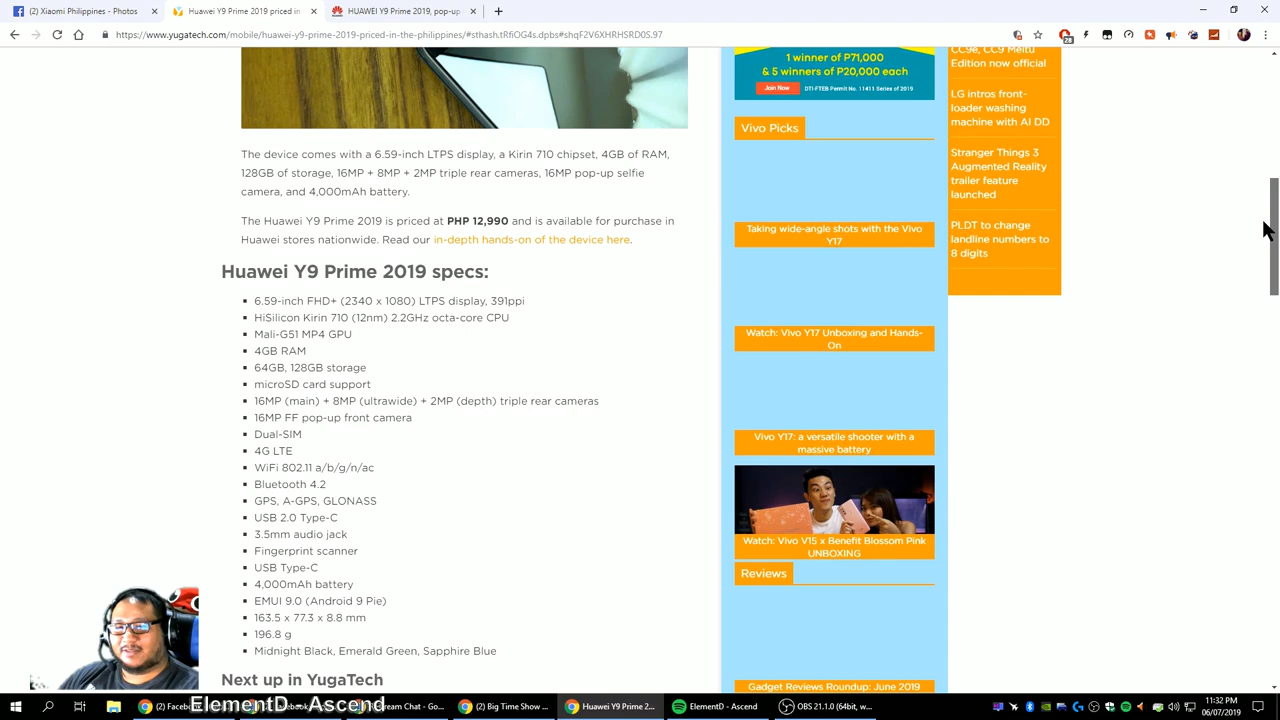 (2) Xiaomi Philippines - Photos
Huawei Y9 Prime 2019 priced in t
Huawei Y9 Prime 2019, pop-up
https://www.yugatech.com/mobile/huawei-y9-prime-2019-priced-in-the-philippines/#sthash.tRfiOG4s.dpbs#shqF2V6XHRHSRD0S.97
28
The device comes with a 6.59-inch LTPS display, a Kirin 710 chipset, 4GB of RAM,
128GB of storage, 16MP + 8MP + 2MP triple rear cameras, 16MP pop-up selfie
camera, and 4,000mAh battery.
The Huawei Y9 Prime 2019 is priced at PHP 12,990 and is available for purchase in
Huawei stores nationwide. Read our in-depth hands-on of the device here.
Huawei Y9 Prime 2019 specs:
6.59-inch FHD+ (2340 x 1080) LTPS display, 391ppi
HiSilicon Kirin 710 (12nm) 2.2GHz octa-core CPU
Mali-G51 MP4 GPU
4GB RAM
64GB, 128GB storage
microSD card support
16MP (main) + 8MP (ultrawide) + 2MP (depth) triple rear cameras
16MP FF pop-up front camera
Dual-SIM
4G LTE
WiFi 802.11 a/b/g/n/ac
Bluetooth 4.2
GPS, A-GPS, GLONASS
USB 2.0 Type-C
3.5mm audio jack
Fingerprint scanner
USB Type-C
4,000mAh battery
EMUI 9.0 (Android 9 Pie)
163.5 x 77.3 x 8.8 mm
196.8 g
Midnight Black, Emerald Green, Sapphire Blue
Next up in YugaTech
1 winner of P71,000
& 5 winners of P20,000 each
Join Now
DTI-FTEB Permit No. 11411 Series of 2019
Vivo Picks
Taking wide-angle shots with the Vivo
Y17
Watch: Vivo Y17 Unboxing and Hands-
On
Vivo Y17: a versatile shooter with a
massive battery
Watch: Vivo V15 x Benefit Blossom Pink
UNBOXING
Reviews
Gadget Reviews Roundup: June 2019
CC9e, CC9 Meitu
Edition now official
LG intros front-
loader washing
machine with AI DD
Stranger Things 3
Augmented Reality
trailer feature
launched
PLDT to change
landline numbers to
8 digits
ElementD - Ascend
(2) Big Time Show ...
Huawei Y9 Prime 2...
ElementD - Ascend
OBS 21.1.0 (64bit, w...
11:32 PM
06/07/2019